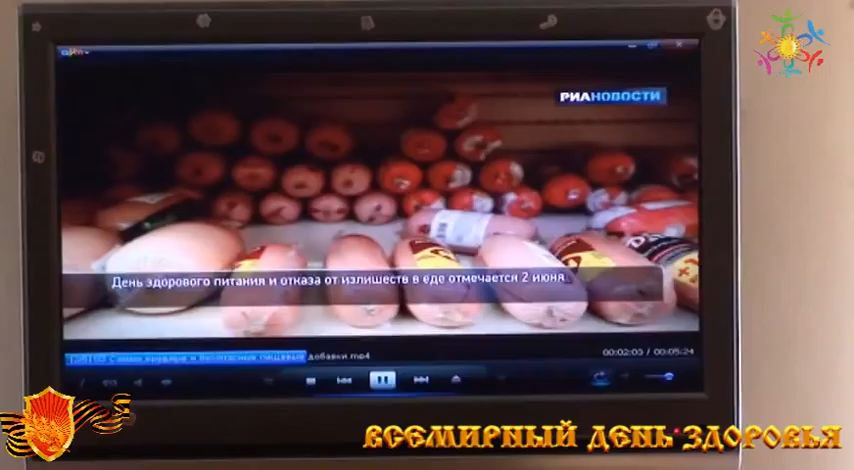 РИАНОВОСТИ
День здорового питания и отказа от излишеств в еде отмечается 2 июня
добавки.mp4
00:02:03 / 00:05:24
ВСЕМИРНЫЙ ДЕНЬ ЗДОРОВЬЯ